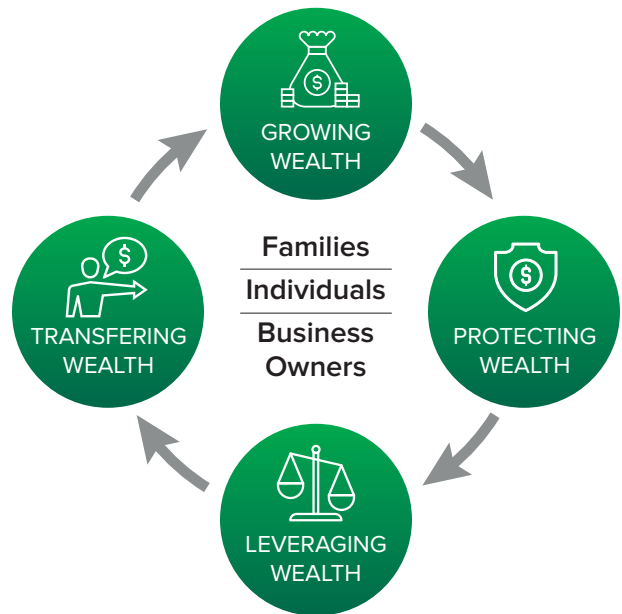 $
GROWING
WEALTH
$
TRANSFERING
WEALTH
Families
Individuals
Business
Owners
$
PROTECTING
WEALTH
LEVERAGING
WEALTH